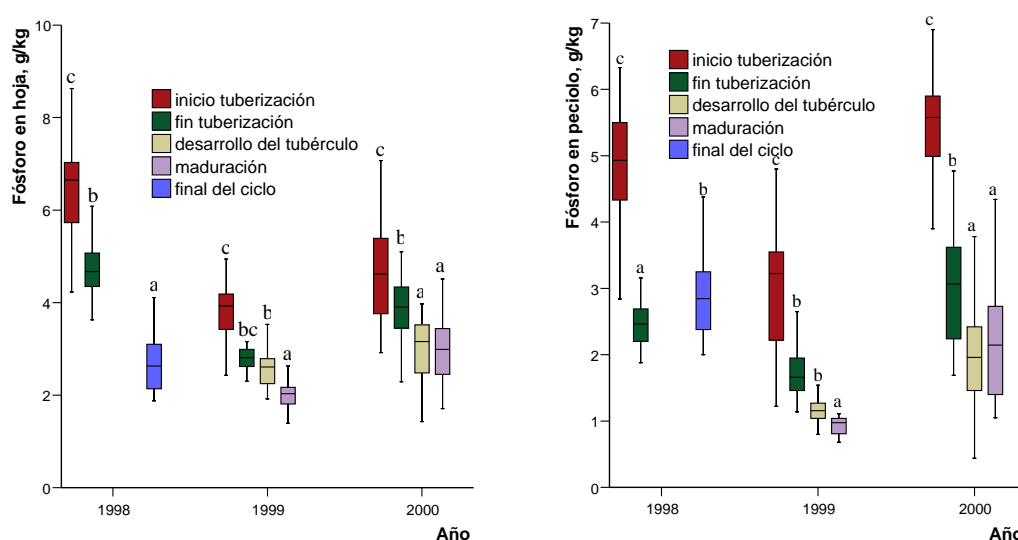 Fósforo en hoja, g/kg
10
8
6
4
2
0
inicio tuberización
fin tuberización
desarrollo del tubérculo
maduración
final del ciclo
c
b
a
c
bc
b
a
c
b
a
a
1998
1999
2000
Año
Fósforo en peciolo, g/kg
7
6
5
4
3
2
1
0
inicio tuberización
fin tuberización
desarrollo del tubérculo
maduración
final del ciclo
c
a
b
c
b
b
a
c
b
a
a
1998
1999
2000
Año